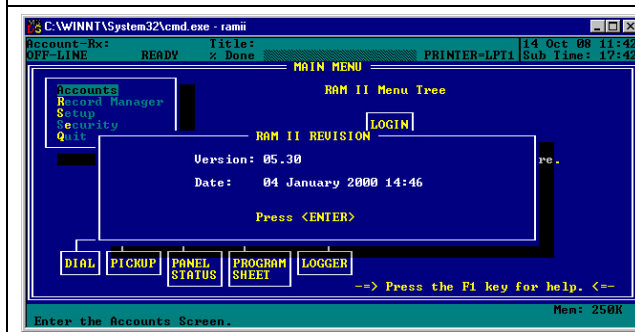 C:\WINNT\System32\cmd.exe - ramii
Account-Rx: Title: 14 Oct 08 11:42
OFF-LINE READY % Done PRINTER=LPT1 Sub Time: 17:42
MAIN MENU
Accounts
Record Manager
Setup
Security
Quit
RAM II Menu Tree
LOGIN
RAM II REVISION
Version: 05.30
re.
Date: 04 January 2000 14:46
Press <ENTER>
DIAL
PICKUP
PANEL STATUS
PROGRAM SHEET
LOGGER
--> Press the F1 key for help. <=-
Mem: 250K
Enter the Accounts Screen.